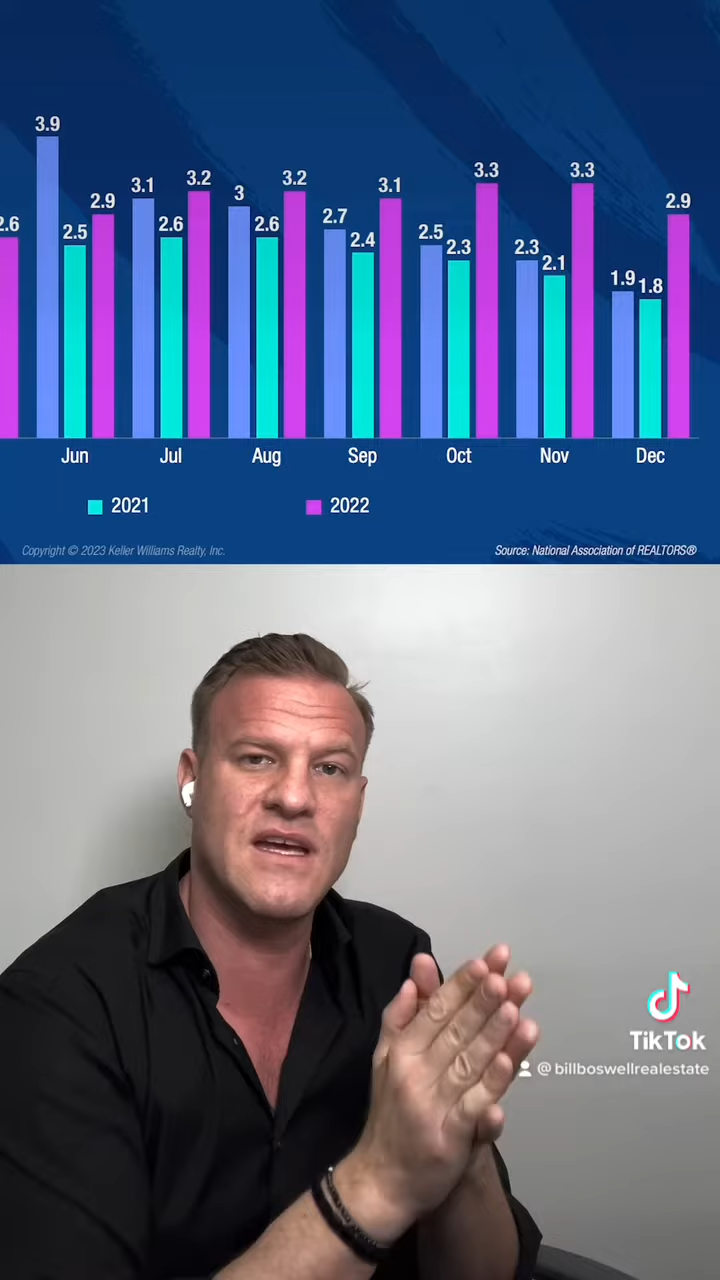 3.9
3.1 3.2 3 3.2 3.1 3.3 3.3
2.6 2.5 2.9 2.6 2.6 2.7 2.4 2.5 2.3 2.3 2.1 1.9 1.8 2.9
Jun Jul Aug Sep Oct Nov Dec
2021 2022
Copyright © 2023 Keller Williams Realty, Inc. Source: National Association of REALTORS®
TikTok
@billboswellrealestate